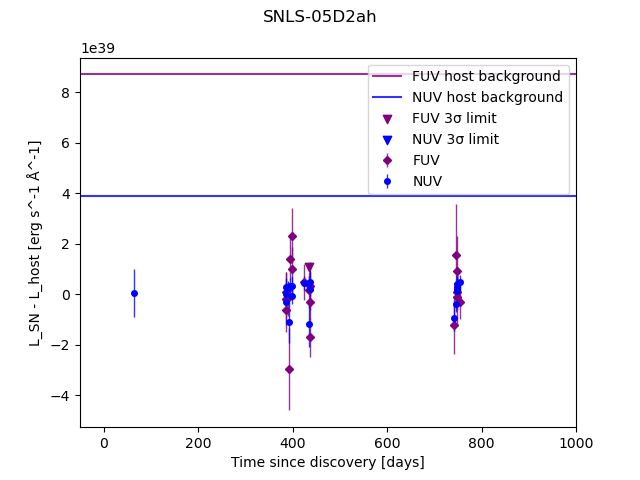 SNLS-05D2ah
1e39
FUV host background
NUV host background
FUV 3σ limit
NUV 3σ limit
FUV
NUV
8
6
4
2
0
−2
−4
L_SN - L_host [erg s^-1 Å^-1]
0 200 400 600 800 1000
Time since discovery [days]